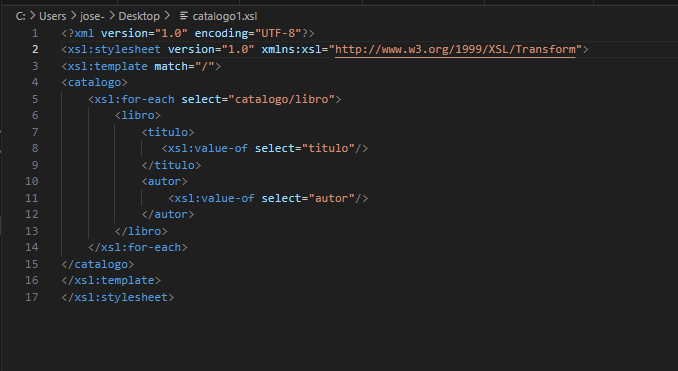 C: > Users > jose- > Desktop > catalogo1.xsl
1 <?xml version="1.0" encoding="UTF-8"?>
2 <xsl:stylesheet version="1.0" xmlns:xsl="http://www.w3.org/1999/XSL/Transform">
3 <xsl:template match="/">
4 <catalogo>
5 <xsl:for-each select="catalogo/libro">
6 <libro>
7 <titulo>
8 <xsl:value-of select="titulo"/>
9 </titulo>
10 <autor>
11 <xsl:value-of select="autor"/>
12 </autor>
13 </libro>
14 </xsl:for-each>
15 </catalogo>
16 </xsl:template>
17 </xsl:stylesheet>